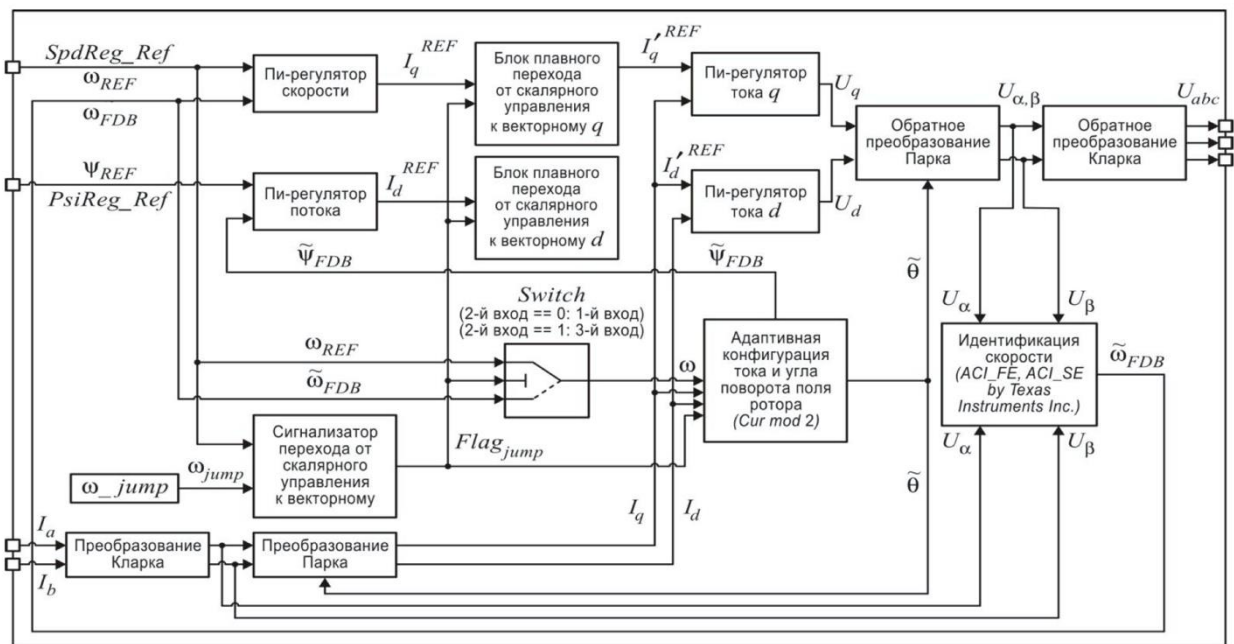 SpdReg_Ref
ω_REF
ω_FDB
ψ_REF
PsiReg_Ref
Пи-регулятор
скорости
I_q^REF
Блок плавного
перехода
от скалярного
управления
к векторному q
I′_q^REF
Пи-регулятор
тока q
U_q
Обратное
преобразование
Парка
U_α,β
Обратное
преобразование
Кларка
U_abc
Пи-регулятор
потока
I_d^REF
Блок плавного
перехода
от скалярного
управления
к векторному d
I′_d^REF
Пи-регулятор
тока d
U_d
ψ̃_FDB
ψ̃_FDB
θ̃
Switch
(2-й вход == 0: 1-й вход)
(2-й вход == 1: 3-й вход)
ω_REF
ω̃_FDB
ω
Адаптивная
конфигурация
тока и угла
поворота поля
ротора
(Cur mod 2)
U_α
U_β
Идентификация
скорости
(ACI_FE, ACI_SE
by Texas
Instruments Inc.)
ω̃_FDB
U_α
U_β
Сигнализатор
перехода от
скалярного
управления
к векторному
Flag_jump
ω_jump
ω_jump
θ̃
I_q
I_d
I_a
I_b
Преобразование
Кларка
Преобразование
Парка